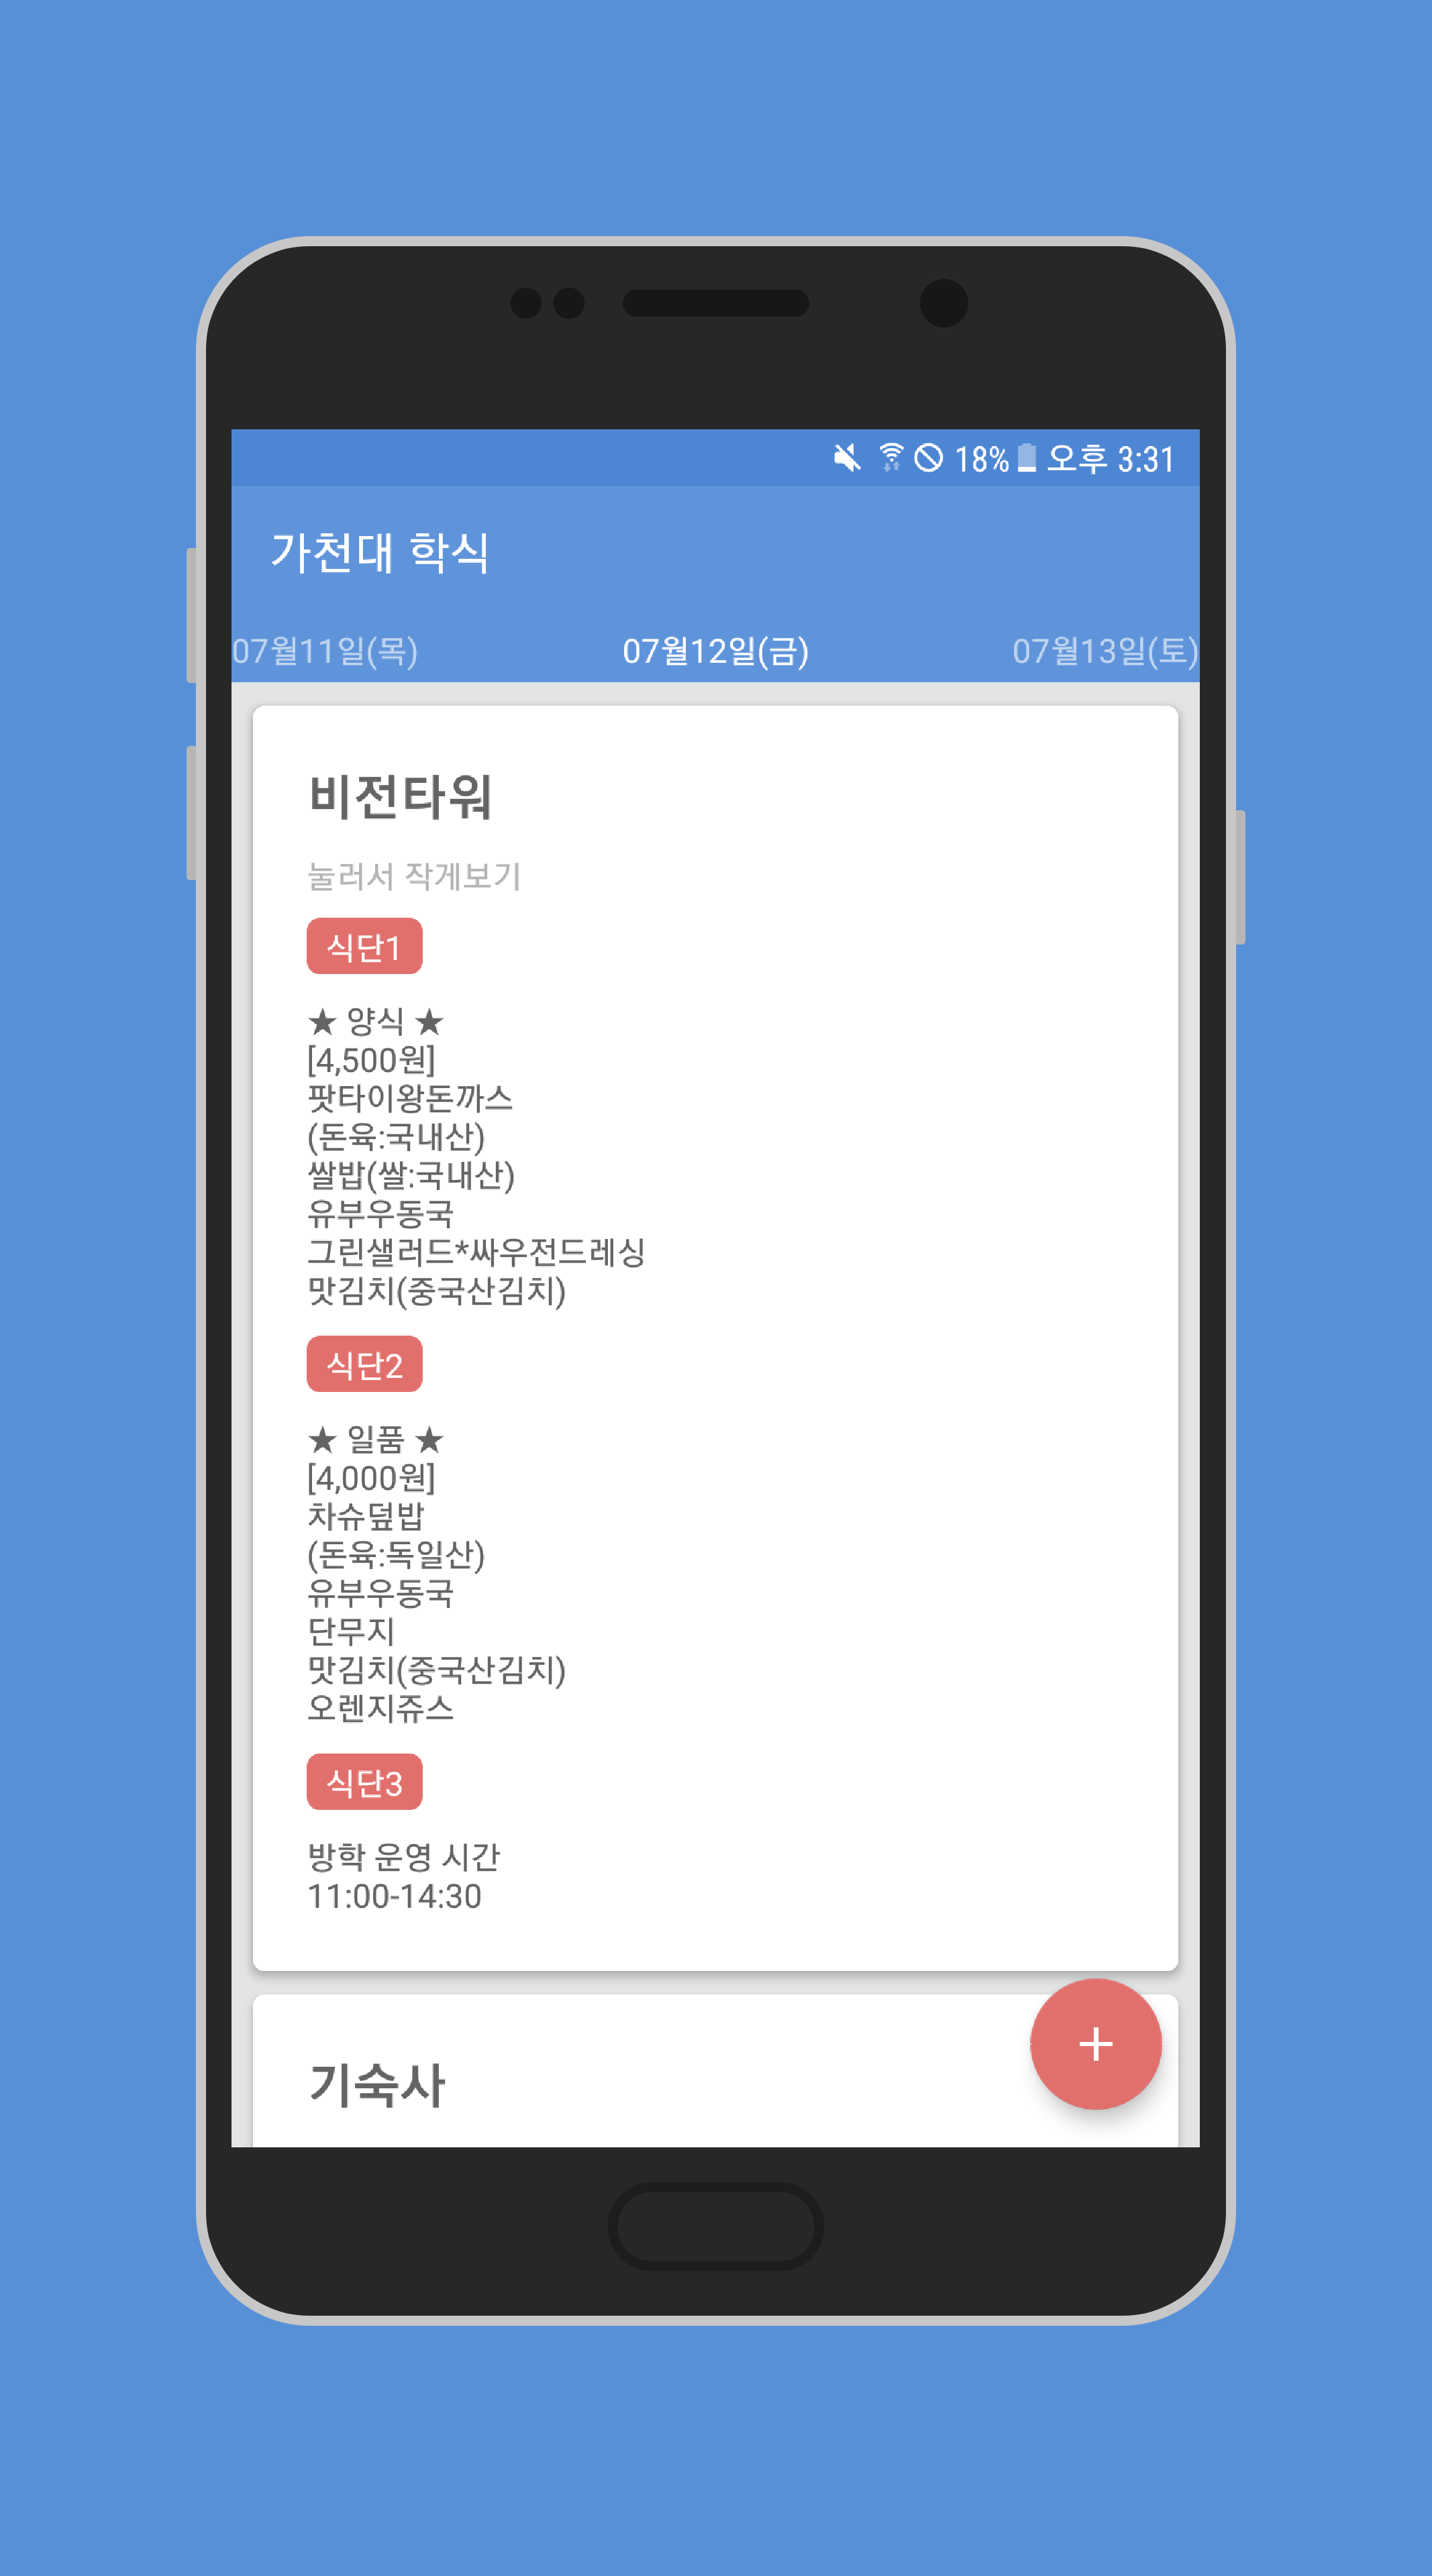 18% 오후 3:31
가천대 학식
07월11일(목) 07월12일(금) 07월13일(토)
비전타워
눌러서 작게보기
식단1
★ 양식 ★
[4,500원]
팟타이왕돈까스
(돈육:국내산)
쌀밥(쌀:국내산)
유부우동국
그린샐러드*싸우전드레싱
맛김치(중국산김치)
식단2
★ 일품 ★
[4,000원]
차슈덮밥
(돈육:독일산)
유부우동국
단무지
맛김치(중국산김치)
오렌지쥬스
식단3
방학 운영 시간
11:00-14:30
+
기숙사